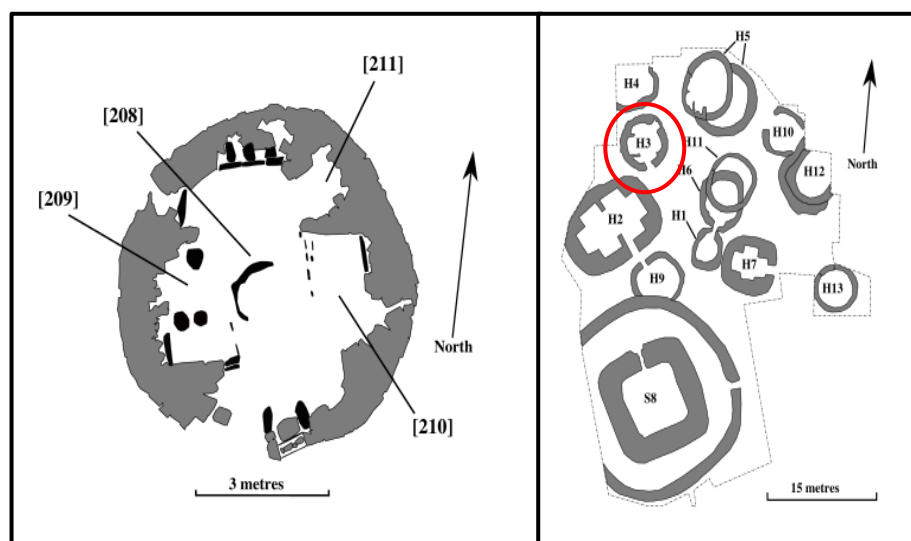 [211]
[208]
[209]
North
[210]
3 metres
H5
H4
H3
H11
H10
North
H6
H12
H2
H1
H7
H9
H13
S8
15 metres